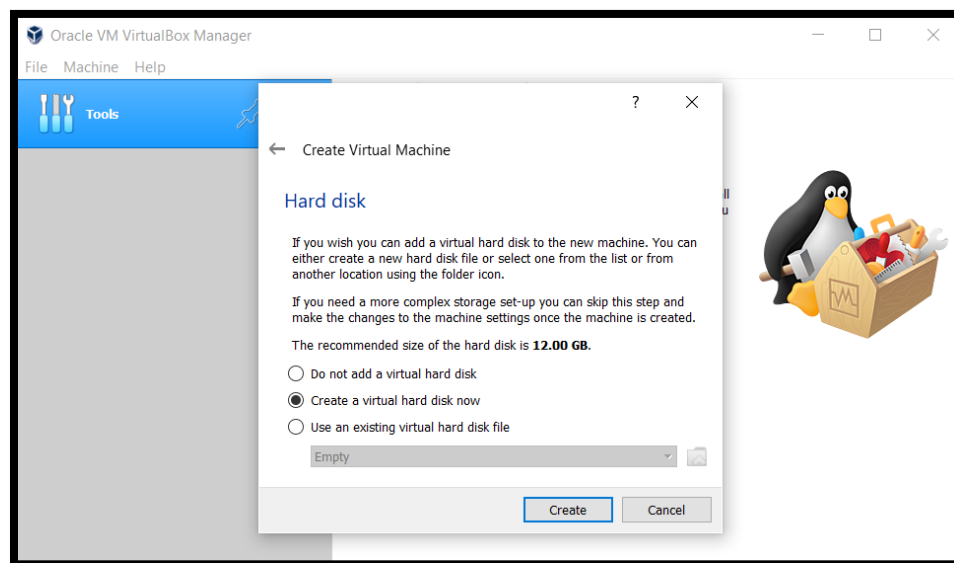 Oracle VM VirtualBox Manager
File Machine Help
Tools
?
Create Virtual Machine
Hard disk
If you wish you can add a virtual hard disk to the new machine. You can
either create a new hard disk file or select one from the list or from
another location using the folder icon.
If you need a more complex storage set-up you can skip this step and
make the changes to the machine settings once the machine is created.
The recommended size of the hard disk is 12.00 GB.
Do not add a virtual hard disk
Create a virtual hard disk now
Use an existing virtual hard disk file
Empty
Create Cancel